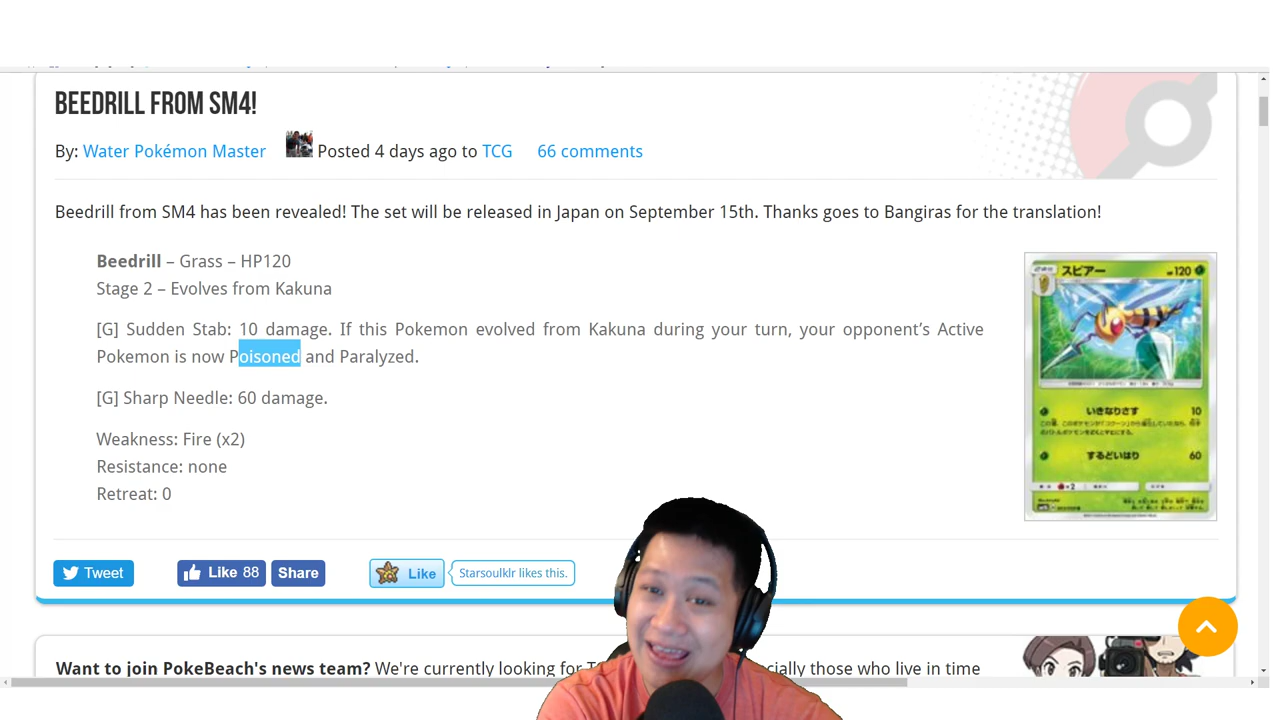 BEEDRILL FROM SM4!
By: Water Pokémon Master Posted 4 days ago to TCG 66 comments
Beedrill from SM4 has been revealed! The set will be released in Japan on September 15th. Thanks goes to Bangiras for the translation!
Beedrill – Grass – HP120
Stage 2 – Evolves from Kakuna
[G] Sudden Stab: 10 damage. If this Pokemon evolved from Kakuna during your turn, your opponent's Active
Pokemon is now Poisoned and Paralyzed.
[G] Sharp Needle: 60 damage.
Weakness: Fire (x2)
Resistance: none
Retreat: 0
スピアー 120
いきなりさす 10
するどいはり 60
Tweet Like 88 Share Like Starsoulklr likes this.
Want to join PokeBeach's news team? We're currently looking for those who live in time